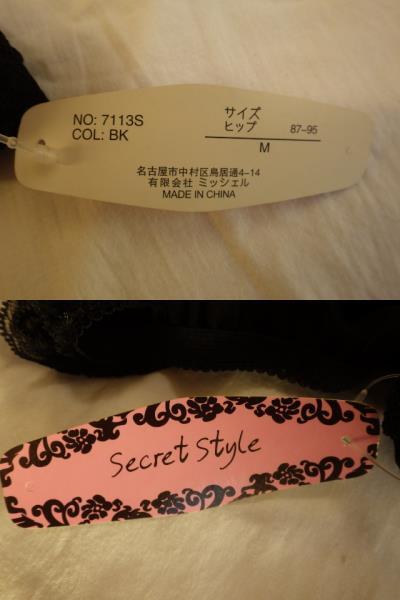 NO: 7113S
COL: BK
サイズ
ヒップ 87-95
M
名古屋市中村区鳥居通4-14
有限会社 ミッシェル
MADE IN CHINA
Secret Style